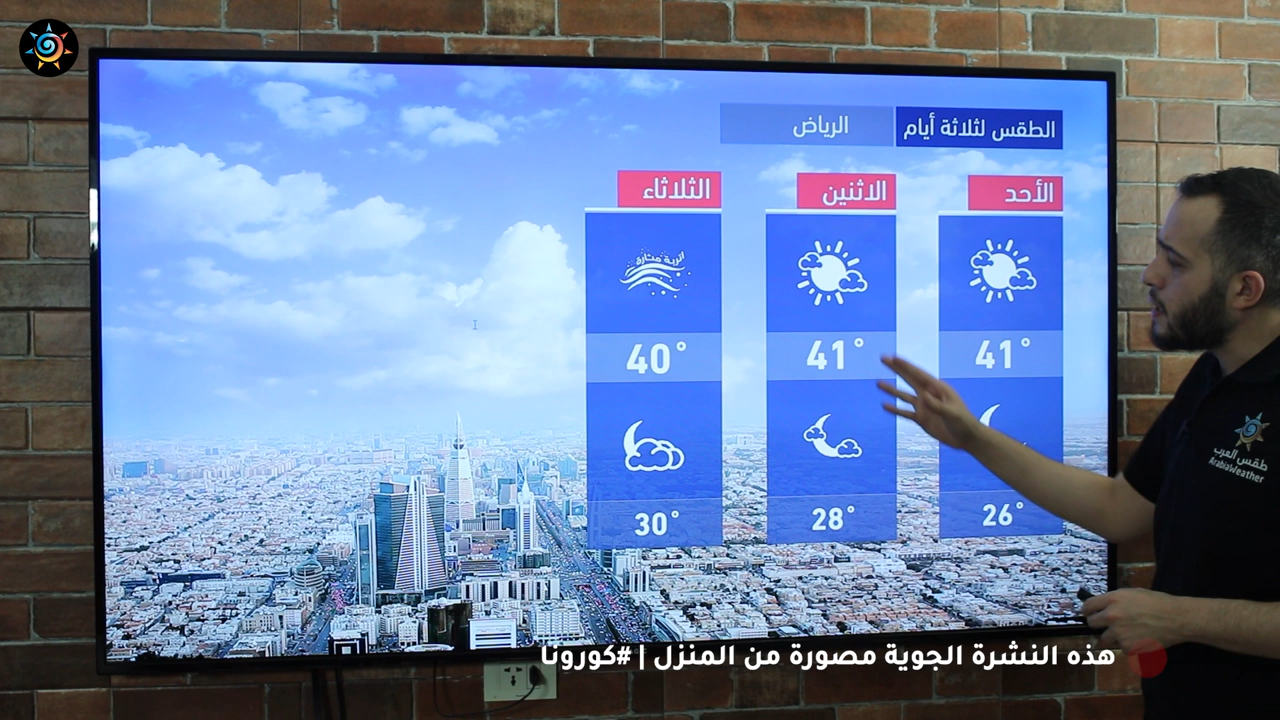 الطقس لثلاثة أيام
الرياض
الأحد
الاثنين
الثلاثاء
أتربة مثارة
41°
41°
40°
26°
28°
30°
طقس العرب
ArabiaWeather
هذه النشرة الجوية مصورة من المنزل | #كورونا